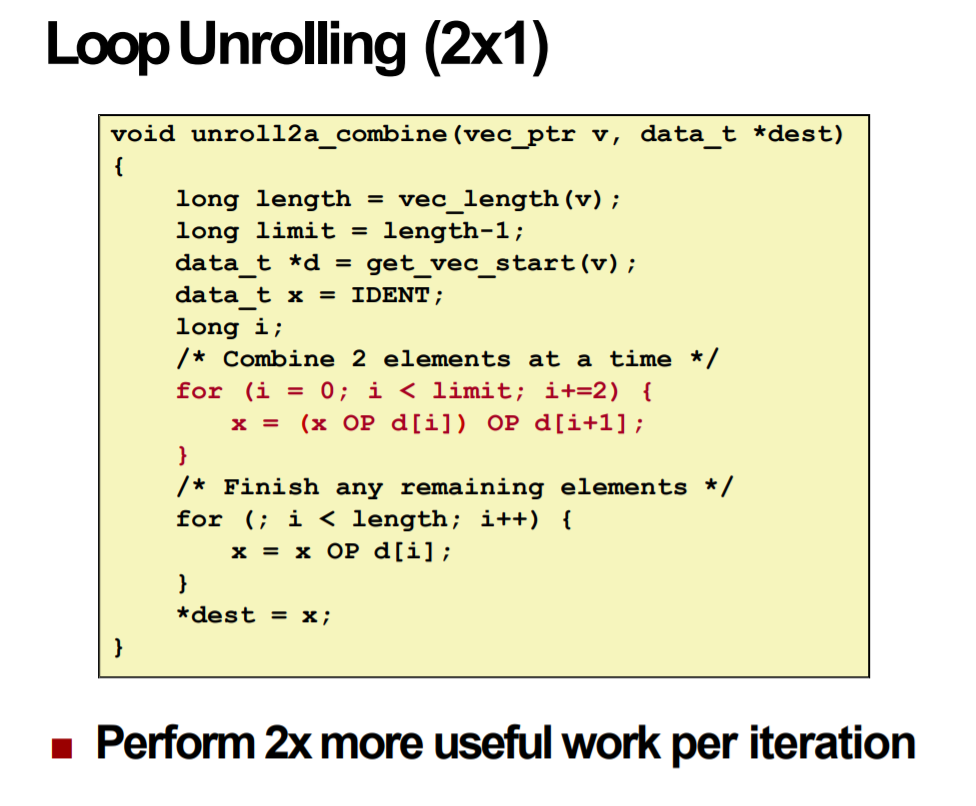 Loop Unrolling (2x1)
void unroll2a_combine(vec_ptr v, data_t *dest)
{
    long length = vec_length(v);
    long limit = length-1;
    data_t *d = get_vec_start(v);
    data_t x = IDENT;
    long i;
    /* Combine 2 elements at a time */
    for (i = 0; i < limit; i+=2) {
       x = (x OP d[i]) OP d[i+1];
    }
    /* Finish any remaining elements */
    for (; i < length; i++) {
       x = x OP d[i];
    }
    *dest = x;
}
■ Perform 2x more useful work per iteration